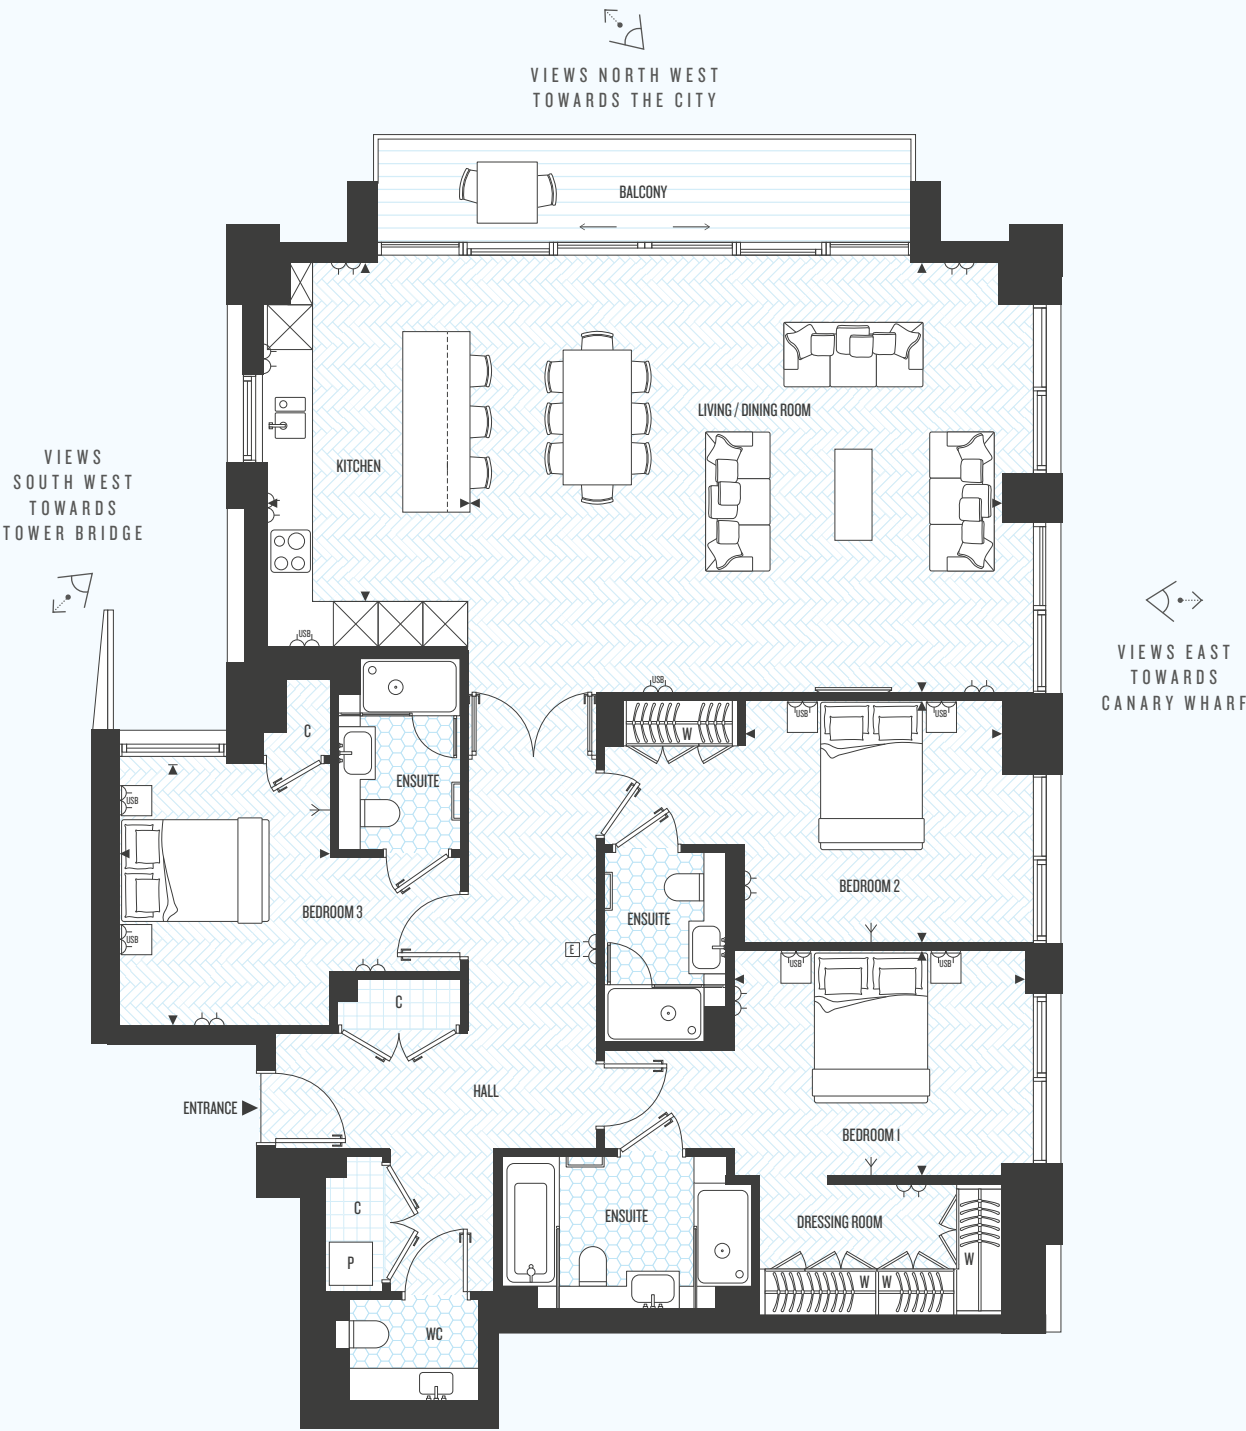 VIEWS NORTH WEST
TOWARDS THE CITY
BALCONY
LIVING / DINING ROOM
KITCHEN
VIEWS
SOUTH WEST
TOWARDS
TOWER BRIDGE
VIEWS EAST
TOWARDS
CANARY WHARF
USB
USB
C
W
USB
USB
ENSUITE
USB
BEDROOM 2
BEDROOM 3
ENSUITE
USB
E
USB
USB
C
HALL
ENTRANCE
BEDROOM 1
C
ENSUITE
DRESSING ROOM
P
W
W
W
WC